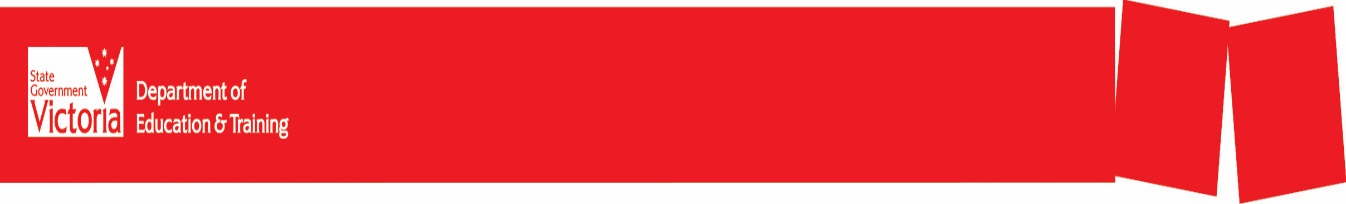 State
Government
Victoria
Department of
Education & Training